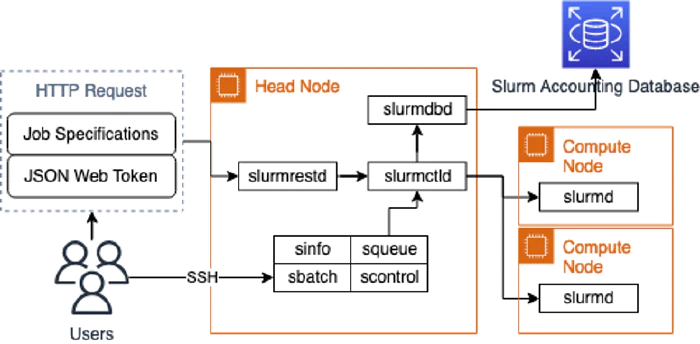 HTTP Request
Job Specifications
JSON Web Token
Users
SSH
Head Node
slurmdbd
slurmrestd
slurmctld
sinfo squeue
sbatch scontrol
Slurm Accounting Database
Compute
Node
slurmd
Compute
Node
slurmd